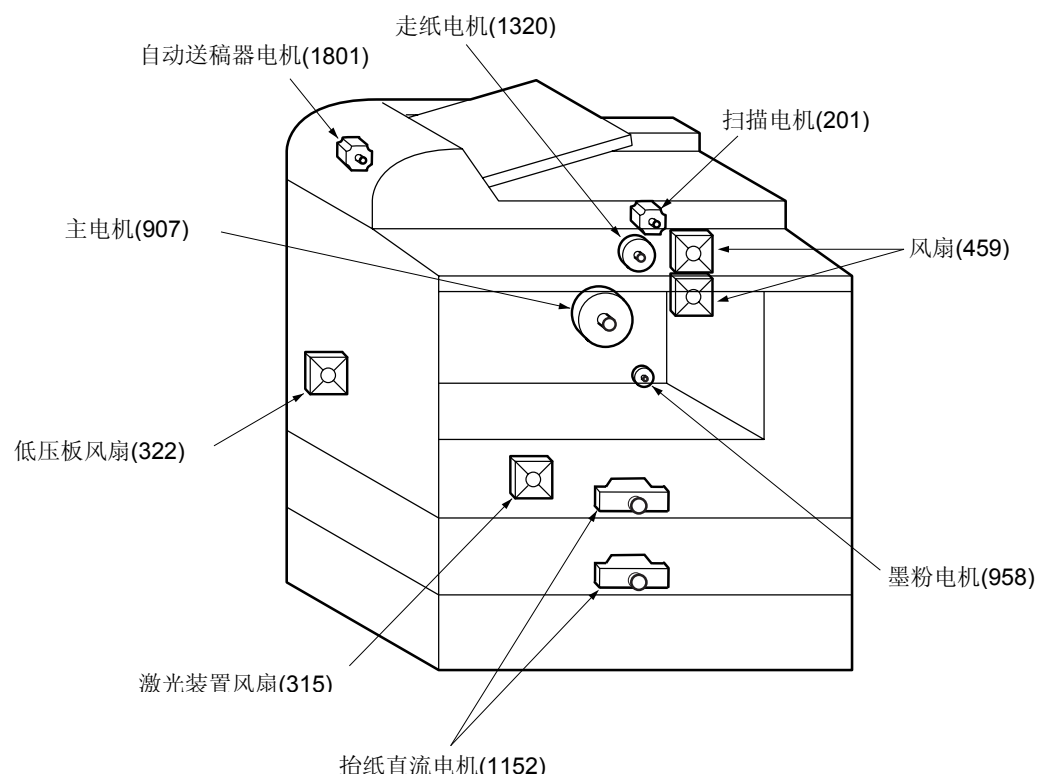 走纸电机(1320)
自动送稿器电机(1801)
扫描电机(201)
主电机(907)
风扇(459)
低压板风扇(322)
墨粉电机(958)
激光装置风扇(315)
抬纸直流电机(1152)